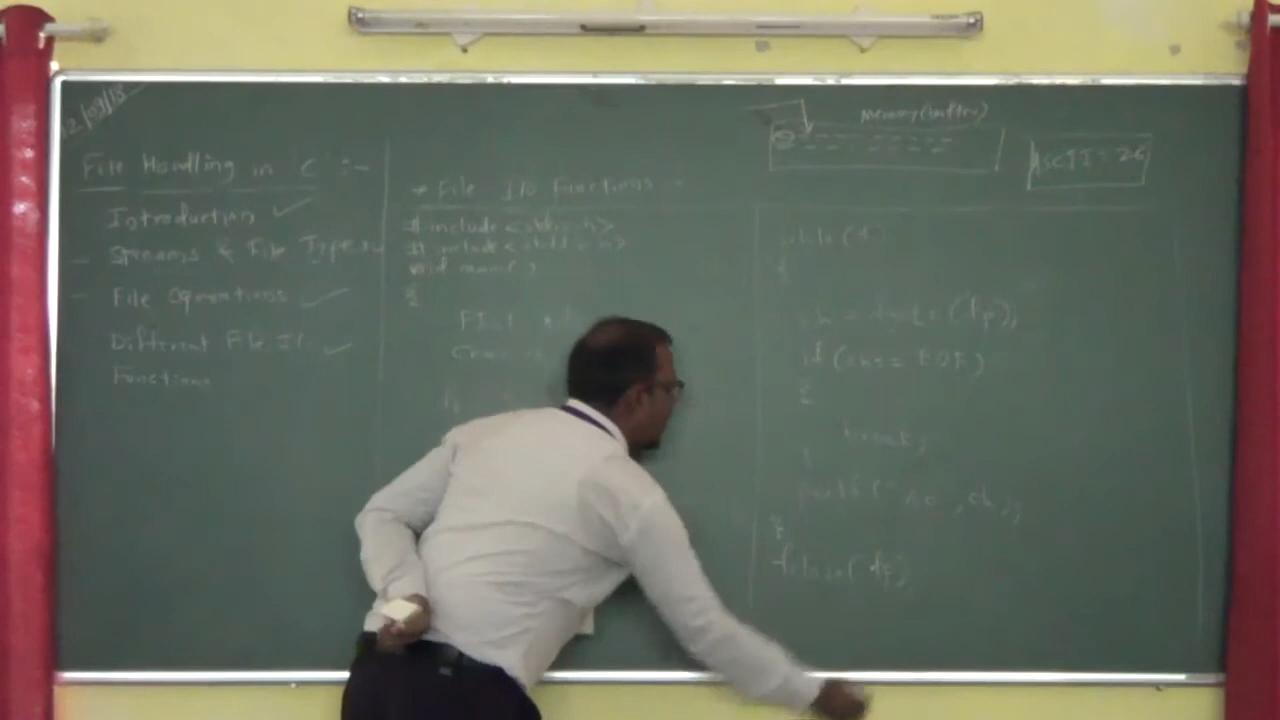 12/09/18
File Handling in C :-
Introduction ✓
- Streams & File Types
- File Operations ✓
Different File I/O ✓
Functions
* File I/O Functions -
# include <stdio.h>
# include <stdlib.h>
void main()
{
while(1)
{
ch = fgetc(fp);
if (ch == EOF)
{
break;
}
printf("%c", ch);
}
fclose(fp)
Memory(buffer)
ASCII = 26